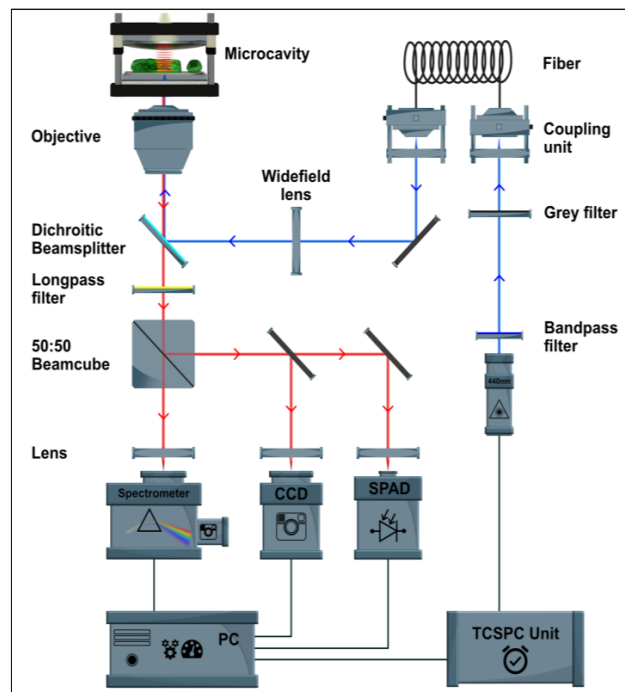 Microcavity
Fiber
Objective
Coupling
unit
Widefield
lens
Grey filter
Dichroitic
Beamsplitter
Longpass
filter
Bandpass
filter
50:50
Beamcube
440nm
Lens
Spectrometer
CCD
SPAD
PC
TCSPC Unit